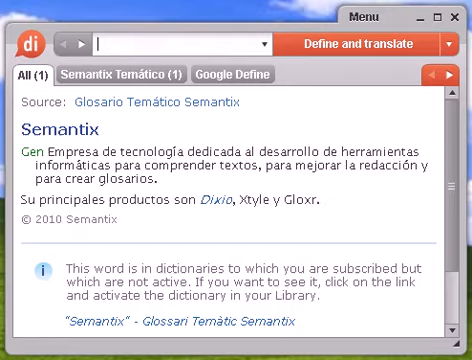 Menu
di
Define and translate
All (1) Semantix Temático (1) Google Define
Source: Glosario Temático Semantix
Semantix
Gen Empresa de tecnología dedicada al desarrollo de herramientas
informáticas para comprender textos, para mejorar la redacción y
para crear glosarios.
Su principales productos son Dixio, Xtyle y Gloxr.
© 2010 Semantix
i
This word is in dictionaries to which you are subscribed but
which are not active. If you want to see it, click on the link
and activate the dictionary in your Library.
"Semantix" - Glossari Temàtic Semantix